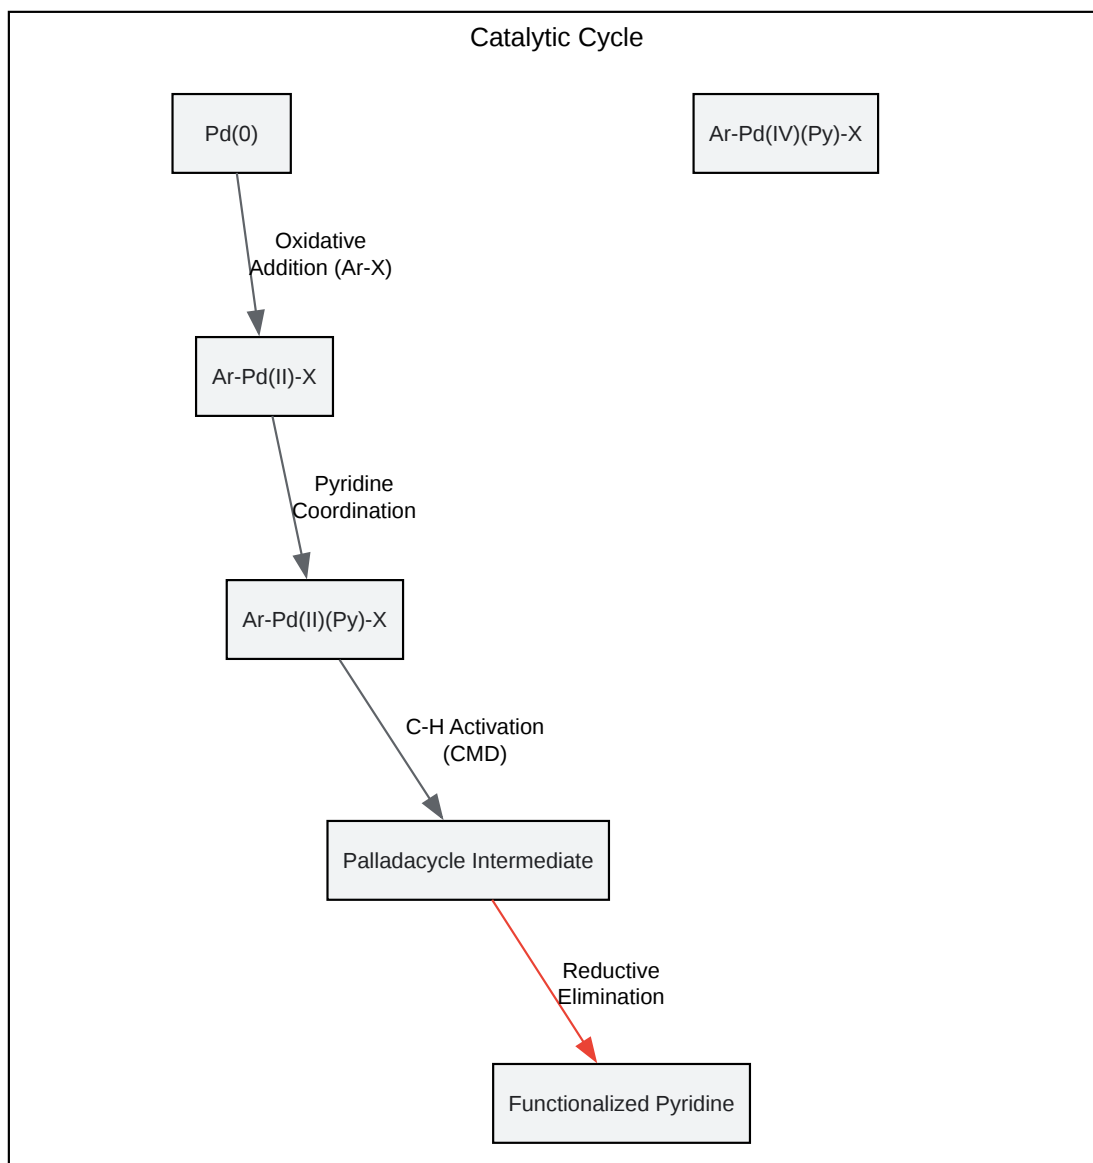 Catalytic Cycle
Pd(0)
Ar-Pd(IV)(Py)-X
Oxidative
Addition (Ar-X)
Ar-Pd(II)-X
Pyridine
Coordination
Ar-Pd(II)(Py)-X
C-H Activation
(CMD)
Palladacycle Intermediate
Reductive
Elimination
Functionalized Pyridine